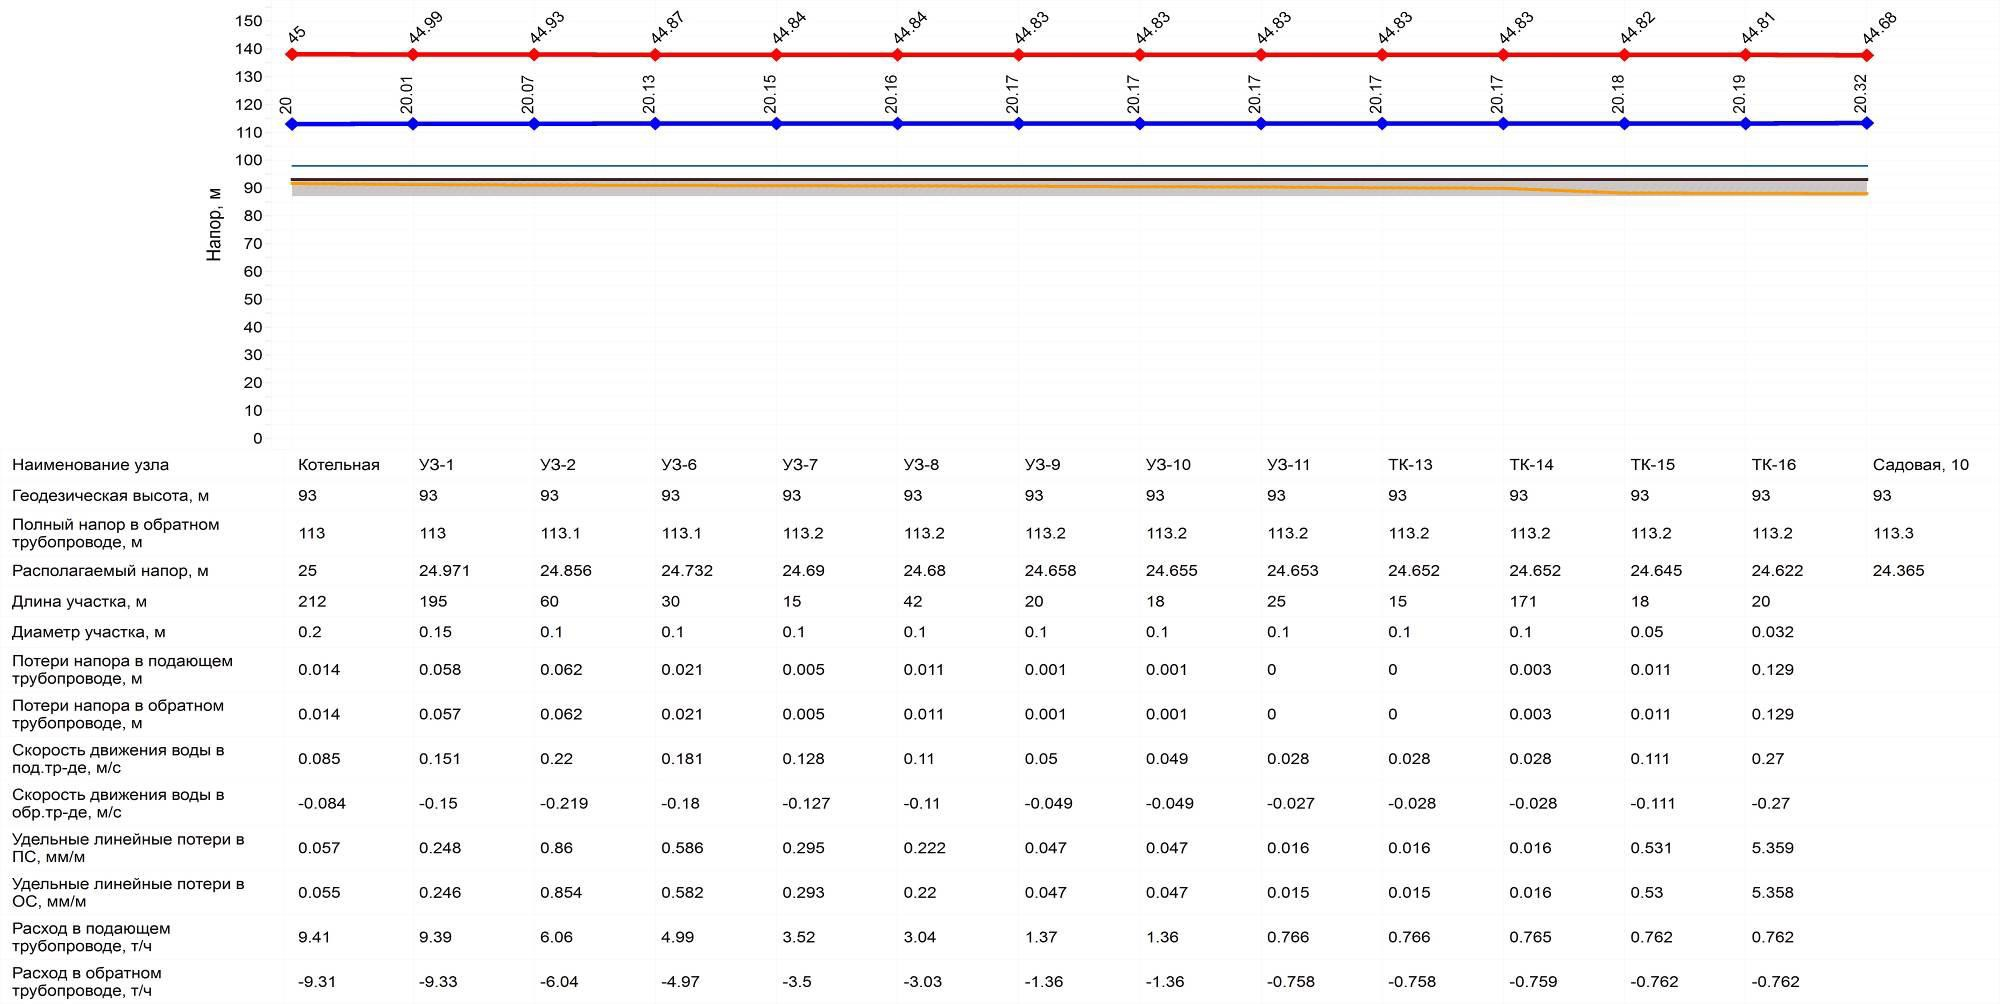 150
45
44.99
44.93
44.87
44.84
44.84
44.83
44.83
44.83
44.83
44.83
44.82
44.81
44.68
140
130
120
20
20.01
20.07
20.13
20.15
20.16
20.17
20.17
20.17
20.17
20.17
20.18
20.19
20.32
110
100
90
80
70
60
50
40
30
20
10
0
Напор, м
Наименование узла Котельная УЗ-1 УЗ-2 УЗ-6 УЗ-7 УЗ-8 УЗ-9 УЗ-10 УЗ-11 ТК-13 ТК-14 ТК-15 ТК-16 Садовая, 10
Геодезическая высота, м 93 93 93 93 93 93 93 93 93 93 93 93 93 93
Полный напор в обратном
трубопроводе, м 113 113 113.1 113.1 113.2 113.2 113.2 113.2 113.2 113.2 113.2 113.2 113.2 113.3
Располагаемый напор, м 25 24.971 24.856 24.732 24.69 24.68 24.658 24.655 24.653 24.652 24.652 24.645 24.622 24.365
Длина участка, м 212 195 60 30 15 42 20 18 25 15 171 18 20
Диаметр участка, м 0.2 0.15 0.1 0.1 0.1 0.1 0.1 0.1 0.1 0.1 0.1 0.05 0.032
Потери напора в подающем
трубопроводе, м 0.014 0.058 0.062 0.021 0.005 0.011 0.001 0.001 0 0 0.003 0.011 0.129
Потери напора в обратном
трубопроводе, м 0.014 0.057 0.062 0.021 0.005 0.011 0.001 0.001 0 0 0.003 0.011 0.129
Скорость движения воды в
под.тр-де, м/с 0.085 0.151 0.22 0.181 0.128 0.11 0.05 0.049 0.028 0.028 0.028 0.111 0.27
Скорость движения воды в
обр.тр-де, м/с -0.084 -0.15 -0.219 -0.18 -0.127 -0.11 -0.049 -0.049 -0.027 -0.028 -0.028 -0.111 -0.27
Удельные линейные потери в
ПС, мм/м 0.057 0.248 0.86 0.586 0.295 0.222 0.047 0.047 0.016 0.016 0.016 0.531 5.359
Удельные линейные потери в
ОС, мм/м 0.055 0.246 0.854 0.582 0.293 0.22 0.047 0.047 0.015 0.015 0.016 0.53 5.358
Расход в подающем
трубопроводе, т/ч 9.41 9.39 6.06 4.99 3.52 3.04 1.37 1.36 0.766 0.766 0.765 0.762 0.762
Расход в обратном
трубопроводе, т/ч -9.31 -9.33 -6.04 -4.97 -3.5 -3.03 -1.36 -1.36 -0.758 -0.758 -0.759 -0.762 -0.762